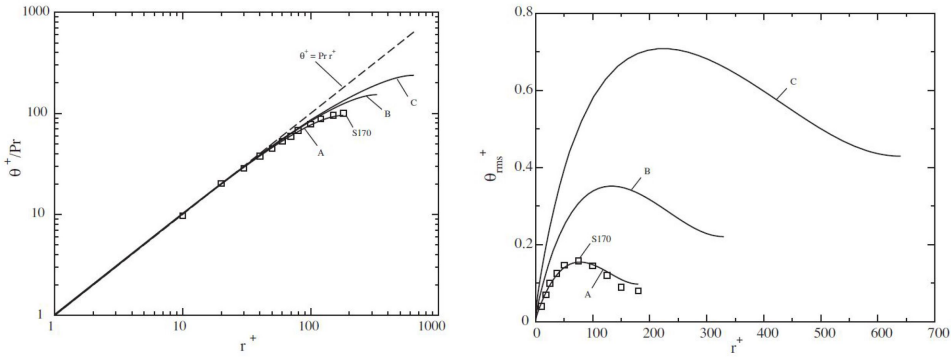 1000
100
10
1
θ⁺/Pr
θ⁺ = Pr r⁺
C
B
S170
A
1 10 100 1000
r⁺
0.8
0.6
0.4
0.2
0
θ⁺rms
C
B
S170
A
0 100 200 300 400 500 600 700
r⁺